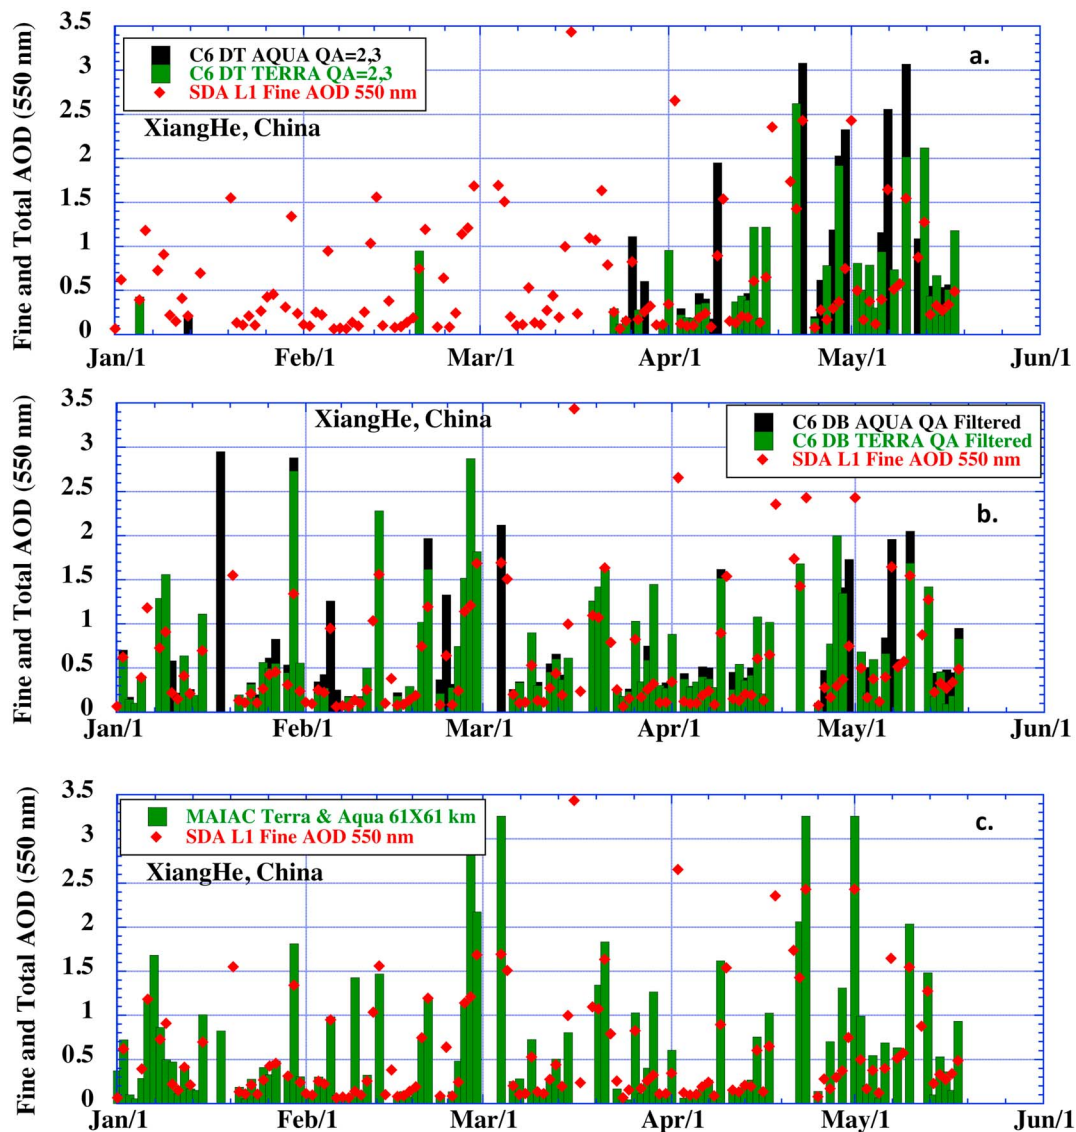 Fine and Total AOD (550 nm)
3.5
3
2.5
2
1.5
1
0.5
0
C6 DT AQUA QA=2,3
C6 DT TERRA QA=2,3
SDA L1 Fine AOD 550 nm
XiangHe, China
a.
Jan/1 Feb/1 Mar/1 Apr/1 May/1 Jun/1
Fine and Total AOD (550 nm)
3.5
3
2.5
2
1.5
1
0.5
0
XiangHe, China
C6 DB AQUA QA Filtered
C6 DB TERRA QA Filtered
SDA L1 Fine AOD 550 nm
b.
Jan/1 Feb/1 Mar/1 Apr/1 May/1 Jun/1
Fine and Total AOD (550 nm)
3.5
3
2.5
2
1.5
1
0.5
0
MAIAC Terra & Aqua 61X61 km
SDA L1 Fine AOD 550 nm
XiangHe, China
c.
Jan/1 Feb/1 Mar/1 Apr/1 May/1 Jun/1